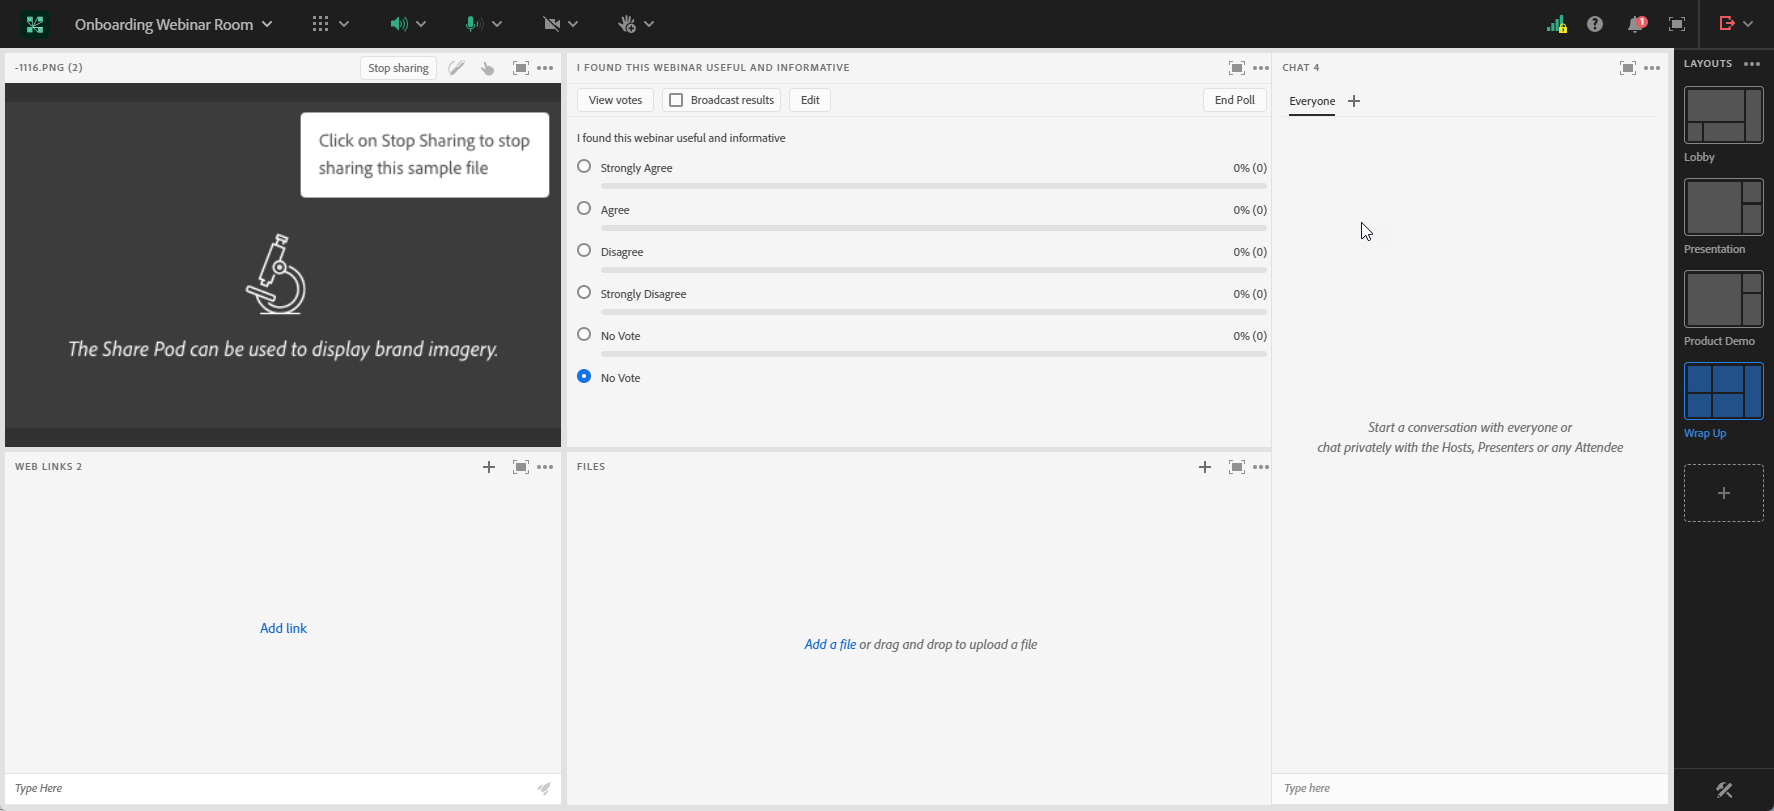 Onboarding Webinar Room
1
-1116.PNG (2)
Stop sharing
Click on Stop Sharing to stop
sharing this sample file
The Share Pod can be used to display brand imagery.
I FOUND THIS WEBINAR USEFUL AND INFORMATIVE
View votes
Broadcast results
Edit
End Poll
I found this webinar useful and informative
Strongly Agree 0% (0)
Agree 0% (0)
Disagree 0% (0)
Strongly Disagree 0% (0)
No Vote 0% (0)
No Vote
CHAT 4
Everyone
Start a conversation with everyone or
chat privately with the Hosts, Presenters or any Attendee
Type here
WEB LINKS 2
Add link
Type Here
FILES
Add a file or drag and drop to upload a file
LAYOUTS
Lobby
Presentation
Product Demo
Wrap Up